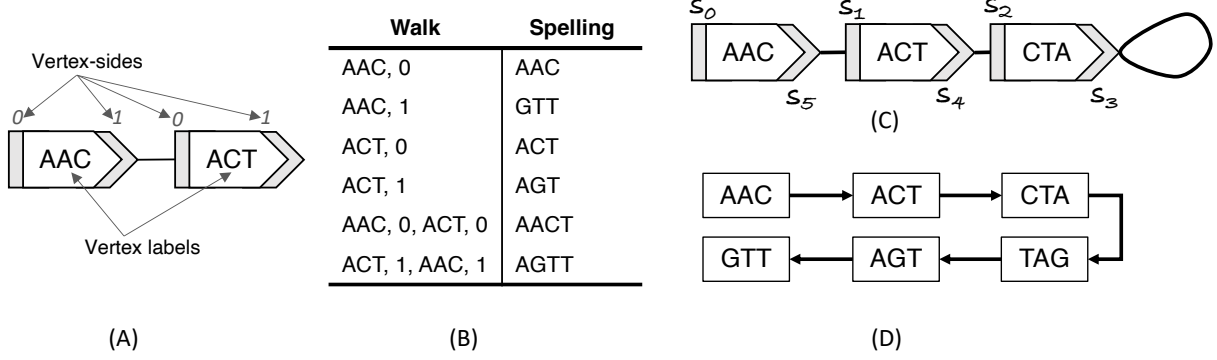 Vertex-sides
0 1 0 1
AAC ACT
Vertex labels
(A)
Walk Spelling
AAC, 0 AAC
AAC, 1 GTT
ACT, 0 ACT
ACT, 1 AGT
AAC, 0, ACT, 0 AACT
ACT, 1, AAC, 1 AGTT
(B)
S0 S1 S2
AAC ACT CTA
S5 S4 S3
(C)
AAC ACT CTA
GTT AGT TAG
(D)